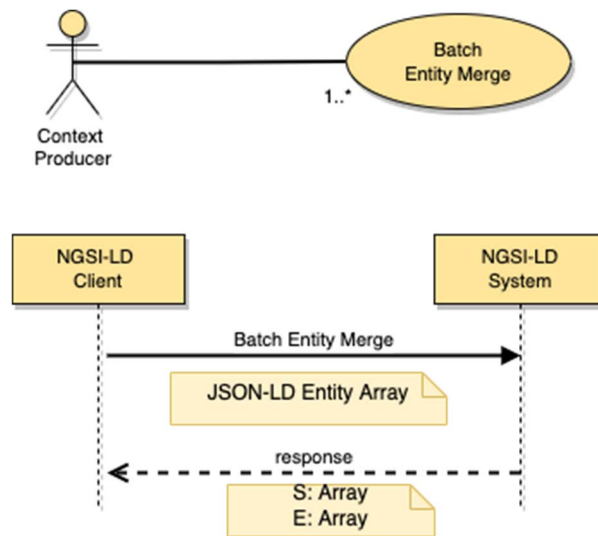 Batch
Entity Merge
1..*
Context
Producer
NGSI-LD
Client
NGSI-LD
System
Batch Entity Merge
JSON-LD Entity Array
response
S: Array
E: Array